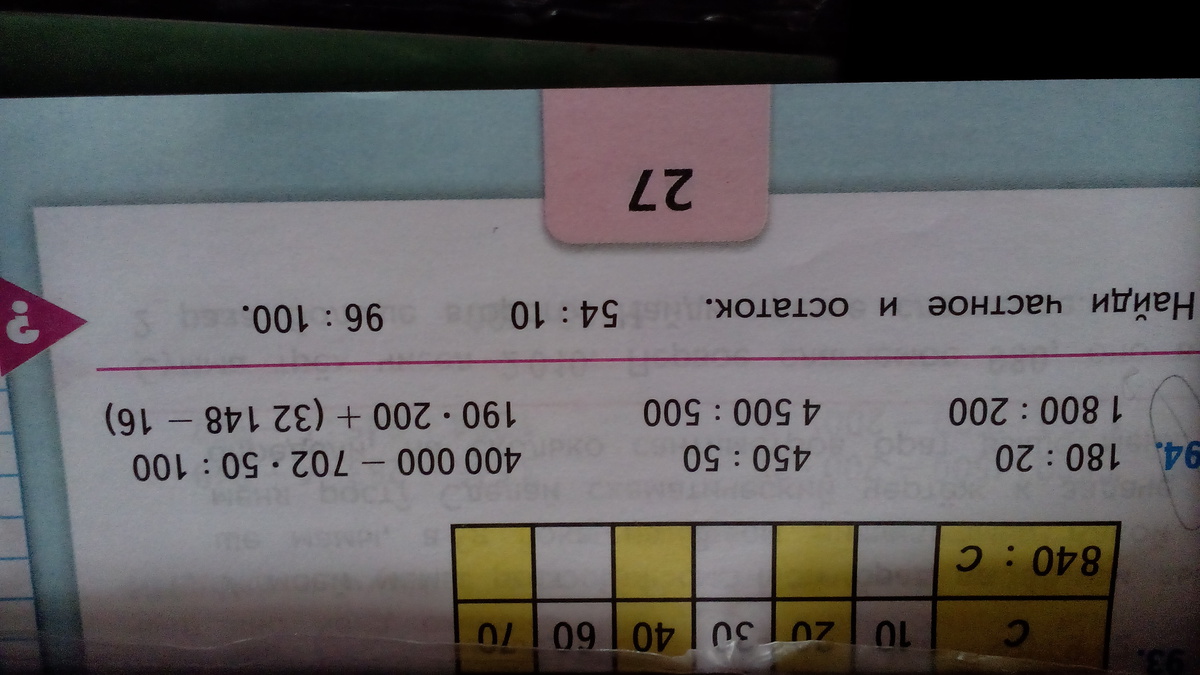 93.
c 10 20 30 40 60 70
840 : c
94. 180 : 20 450 : 50 400 000 – 702 · 50 : 100
1 800 : 200 4 500 : 500 190 · 200 + (32 148 – 16)
Найди частное и остаток. 54 : 10 96 : 100.
?
27